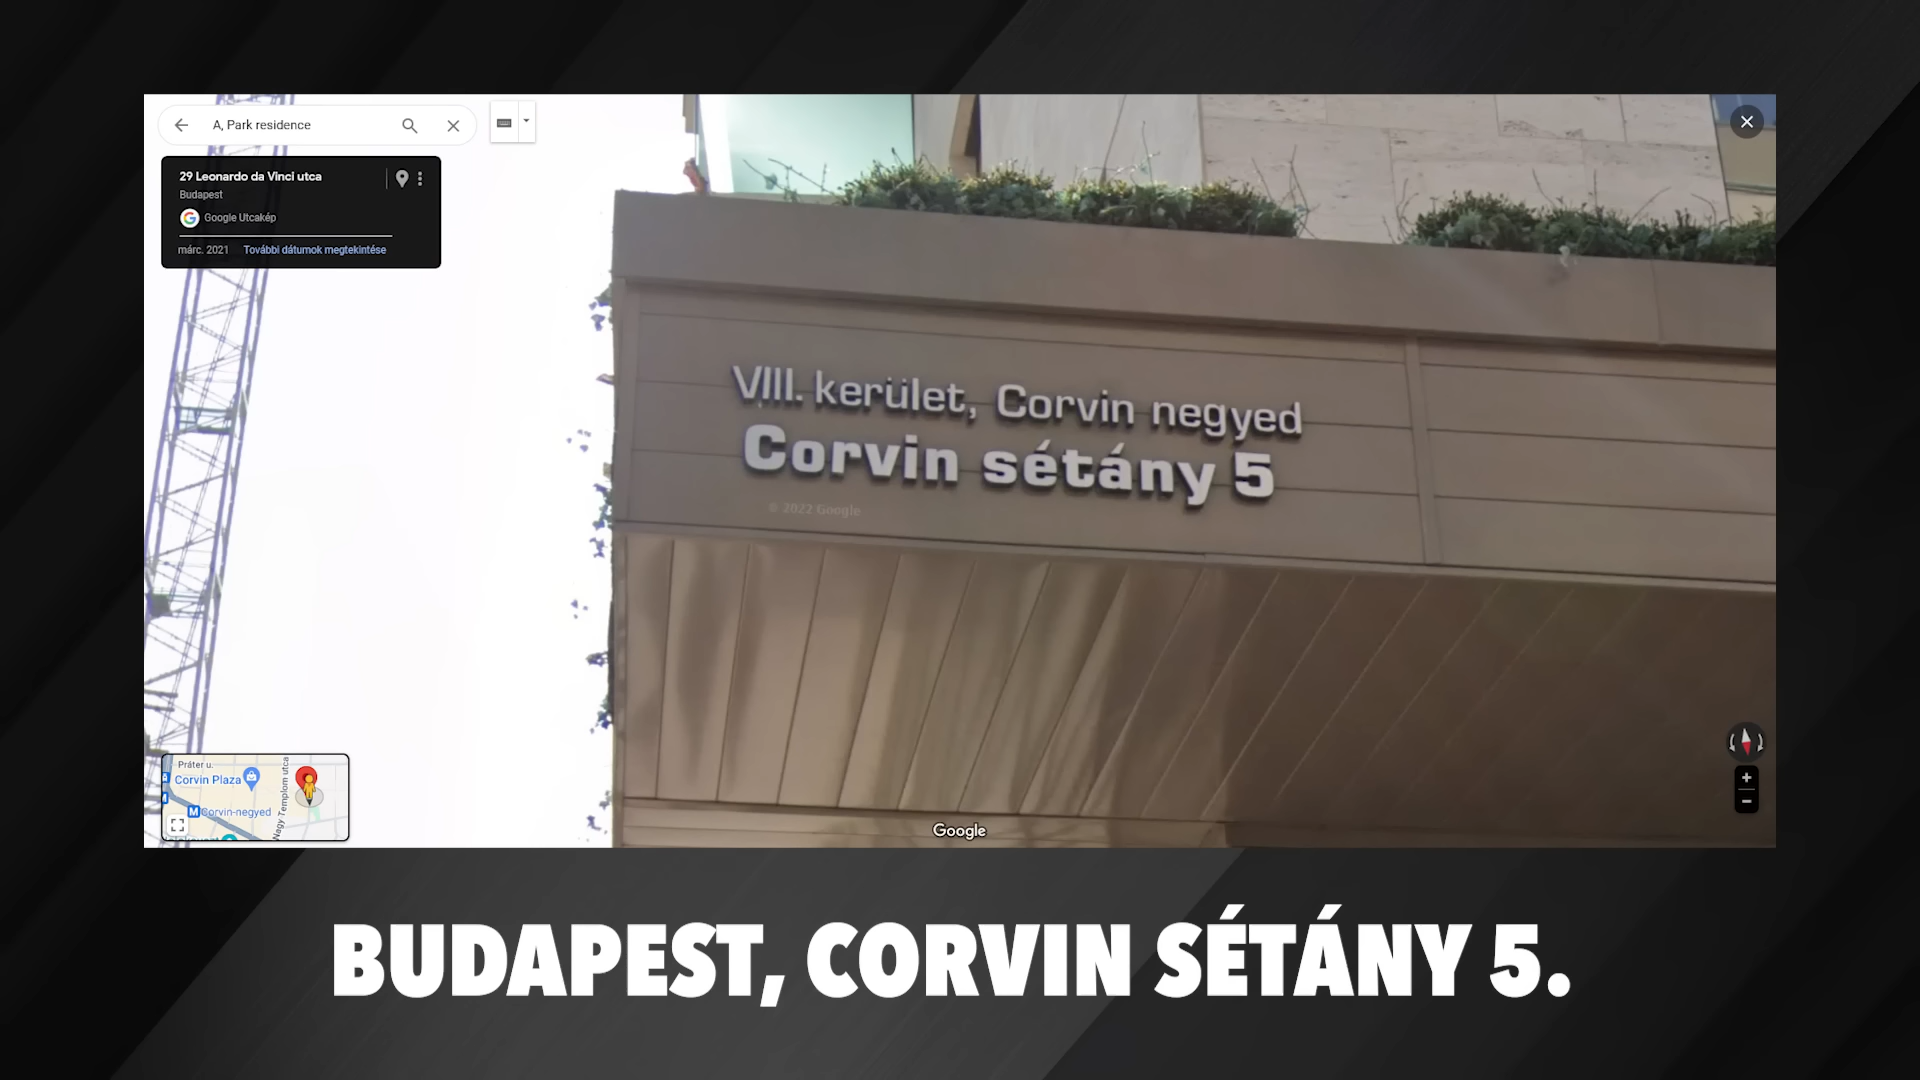 A, Park residence
29 Leonardo da Vinci utca
Budapest
Google Utcakép
márc. 2021 További dátumok megtekintése
VIII. kerület, Corvin negyed
Corvin sétány 5
© 2022 Google
Práter u.
Corvin Plaza
M Corvin-negyed
Nagy Templom utca
Google
BUDAPEST, CORVIN SÉTÁNY 5.